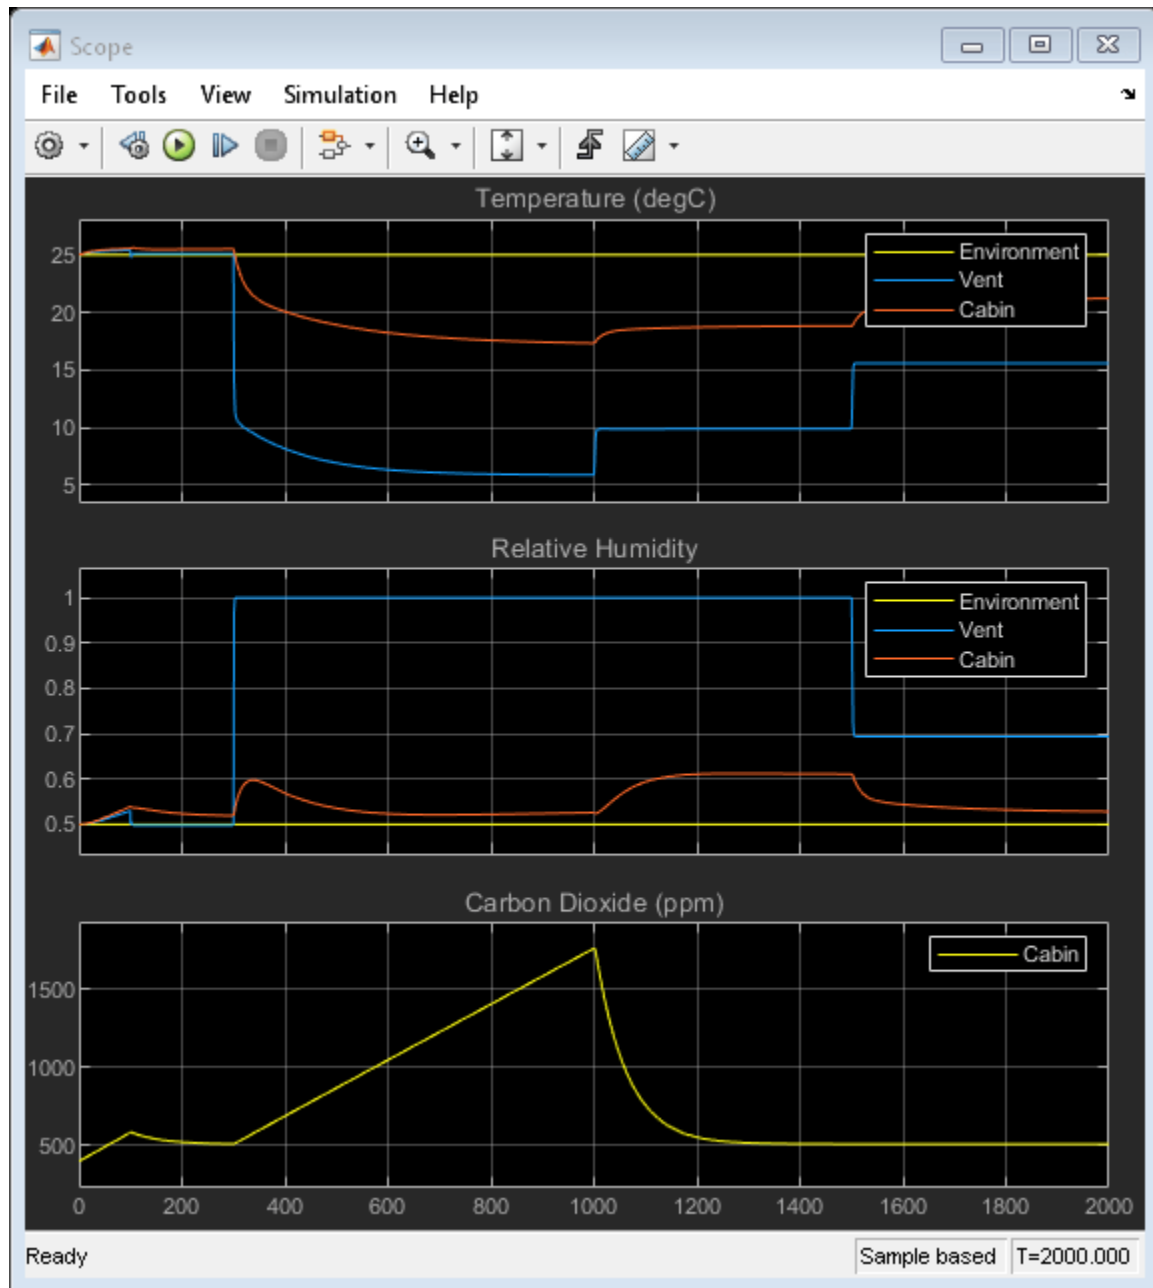 Scope
File Tools View Simulation Help
Temperature (degC)
25
20
15
10
5
Environment
Vent
Cabin
Relative Humidity
1
0.9
0.8
0.7
0.6
0.5
Environment
Vent
Cabin
Carbon Dioxide (ppm)
1500
1000
500
Cabin
0 200 400 600 800 1000 1200 1400 1600 1800 2000
Ready Sample based T=2000.000